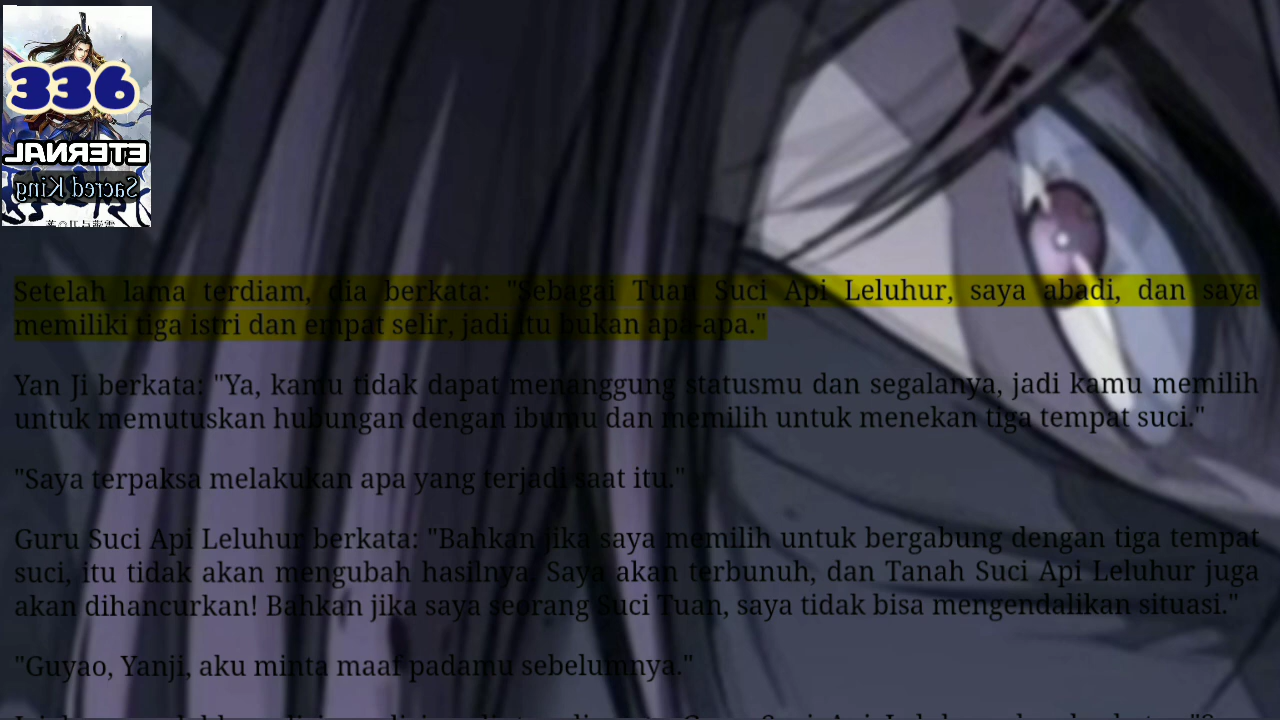 336
ETERNAL
Sacred King
Setelah lama terdiam, dia berkata: "Sebagai Tuan Suci Api Leluhur, saya abadi, dan saya
memiliki tiga istri dan empat selir, jadi itu bukan apa-apa."
Yan Ji berkata: "Ya, kamu tidak dapat menanggung statusmu dan segalanya, jadi kamu memilih
untuk memutuskan hubungan dengan ibumu dan memilih untuk menekan tiga tempat suci."
"Saya terpaksa melakukan apa yang terjadi saat itu."
Guru Suci Api Leluhur berkata: "Bahkan jika saya memilih untuk bergabung dengan tiga tempat
suci, itu tidak akan mengubah hasilnya. Saya akan terbunuh, dan Tanah Suci Api Leluhur juga
akan dihancurkan! Bahkan jika saya seorang Suci Tuan, saya tidak bisa mengendalikan situasi."
"Guyao, Yanji, aku minta maaf padamu sebelumnya."